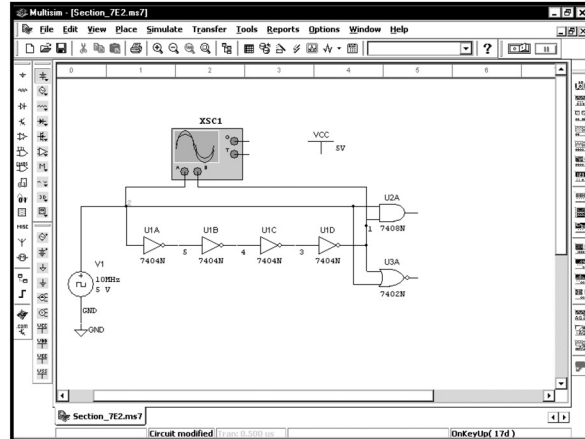 Multisim - [Section_7E2.ms7]
File Edit View Place Simulate Transfer Tools Reports Options Window Help
0 1 2 3 4 5 6
XSC1
G
T
A B
VCC
5V
2
U2A
7408N
1
U1A U1B U1C U1D
5 4 3
7404N 7404N 7404N 7404N
U3A
7402N
V1
10MHz
5 V
GND
GND
MISC
Section_7E2.ms7
Circuit modified Tran: 0.500 us OnKeyUp( 17d )